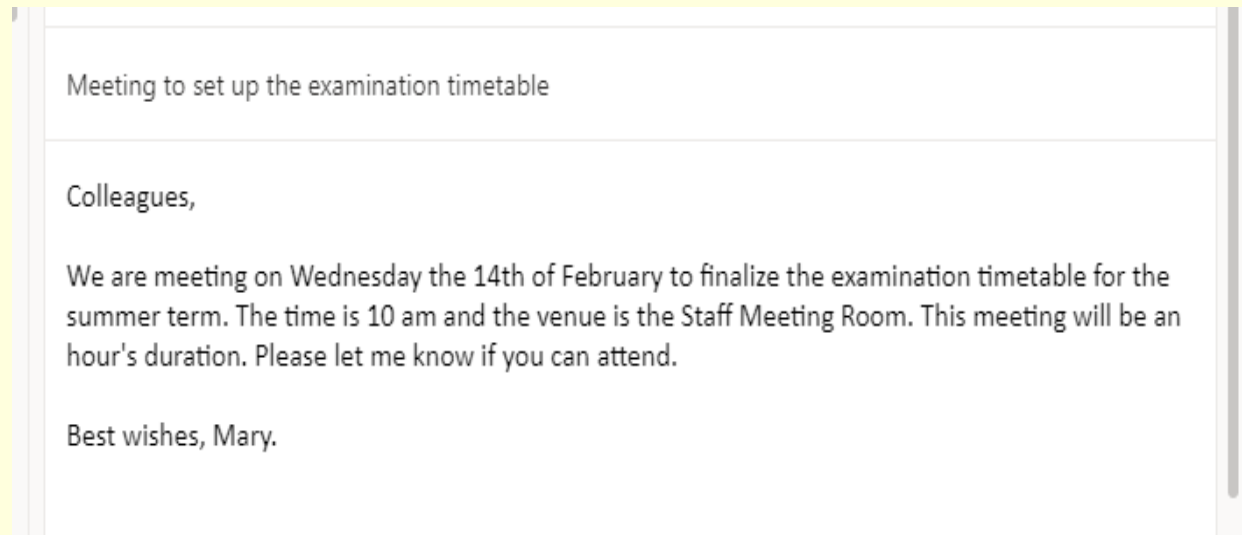 Meeting to set up the examination timetable
Colleagues,
We are meeting on Wednesday the 14th of February to finalize the examination timetable for the
summer term. The time is 10 am and the venue is the Staff Meeting Room. This meeting will be an
hour's duration. Please let me know if you can attend.
Best wishes, Mary.